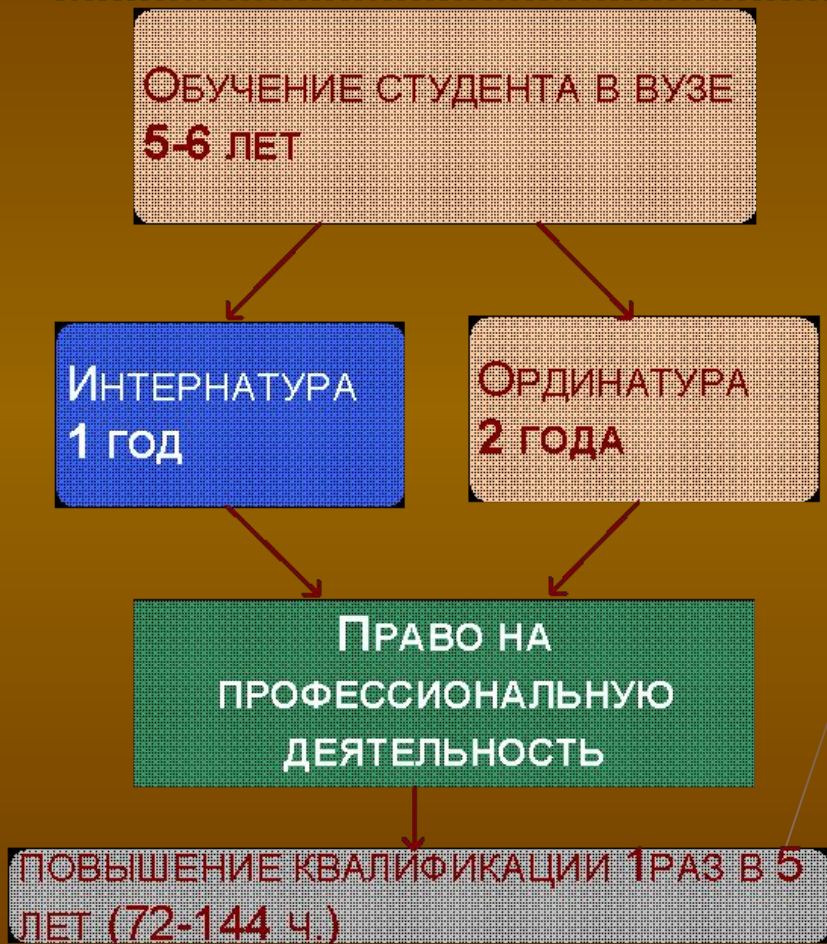 Обучение студента в вузе
5-6 лет
Интернатура
1 год
Ординатура
2 года
Право на
профессиональную
деятельность
повышение квалификации 1раз в 5
лет (72-144 ч.)